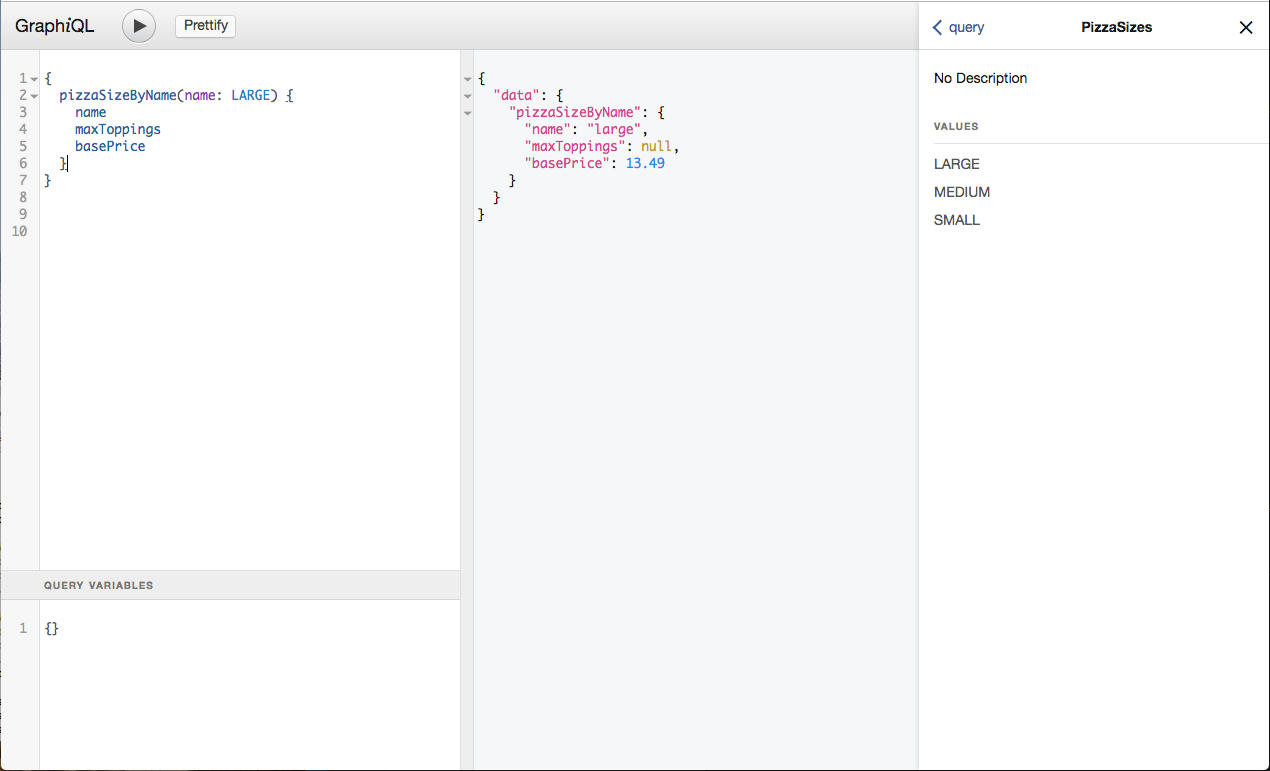 GraphiQL
Prettify
query
PizzaSizes
1 {
2 pizzaSizeByName(name: LARGE) {
3 name
4 maxToppings
5 basePrice
6 }
7 }
8
9
10
{
"data": {
"pizzaSizeByName": {
"name": "large",
"maxToppings": null,
"basePrice": 13.49
}
}
}
QUERY VARIABLES
1 {}
No Description
VALUES
LARGE
MEDIUM
SMALL